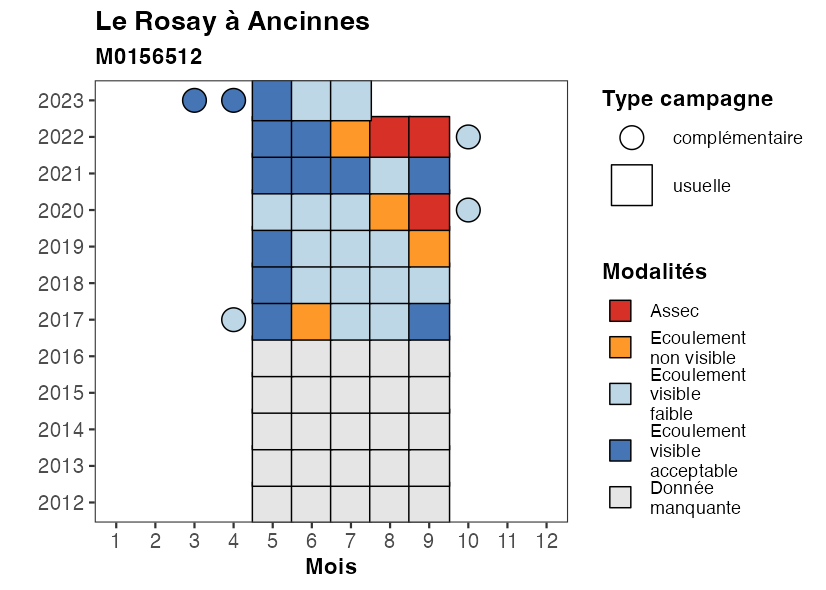 Le Rosay à Ancinnes
M0156512
2023
2022
2021
2020
2019
2018
2017
2016
2015
2014
2013
2012
1 2 3 4 5 6 7 8 9 10 11 12
Mois
Type campagne
complémentaire
usuelle
Modalités
Assec
Ecoulement
non visible
Ecoulement
visible
faible
Ecoulement
visible
acceptable
Donnée
manquante